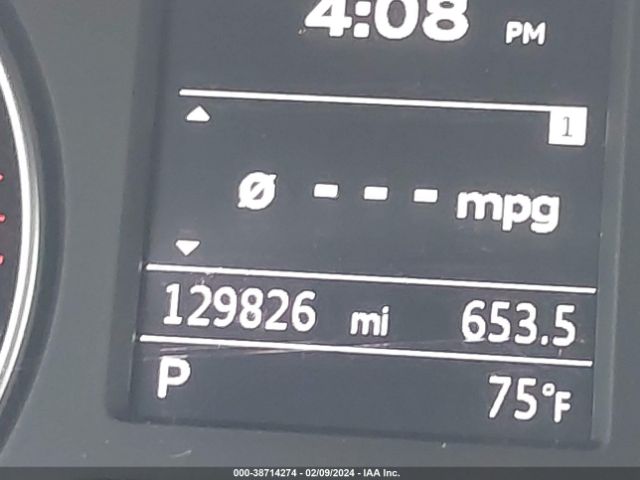 4:08 PM
1
Ø - - - mpg
129826 mi 653.5
P 75°F
000-38714274 - 02/09/2024 - IAA Inc.